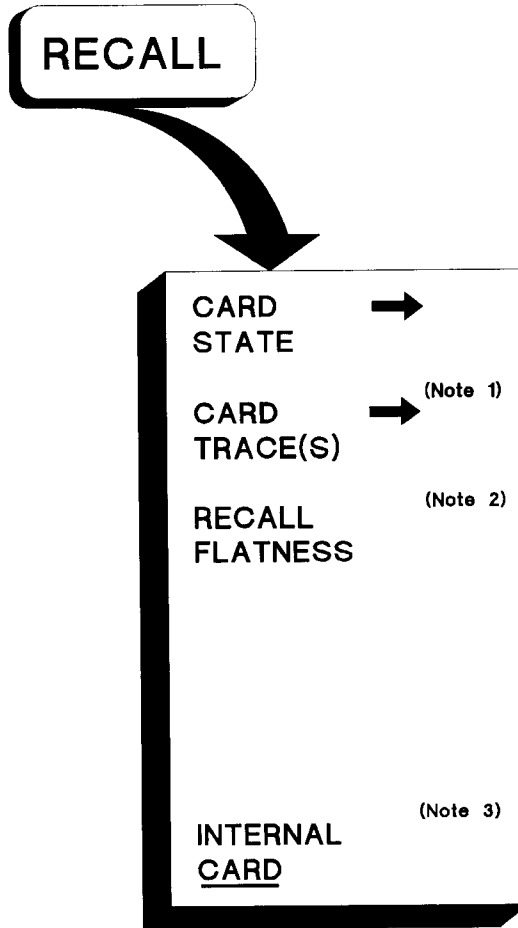 RECALL
CARD
STATE
(Note 1)
CARD
TRACE(S)
(Note 2)
RECALL
FLATNESS
(Note 3)
INTERNAL
CARD